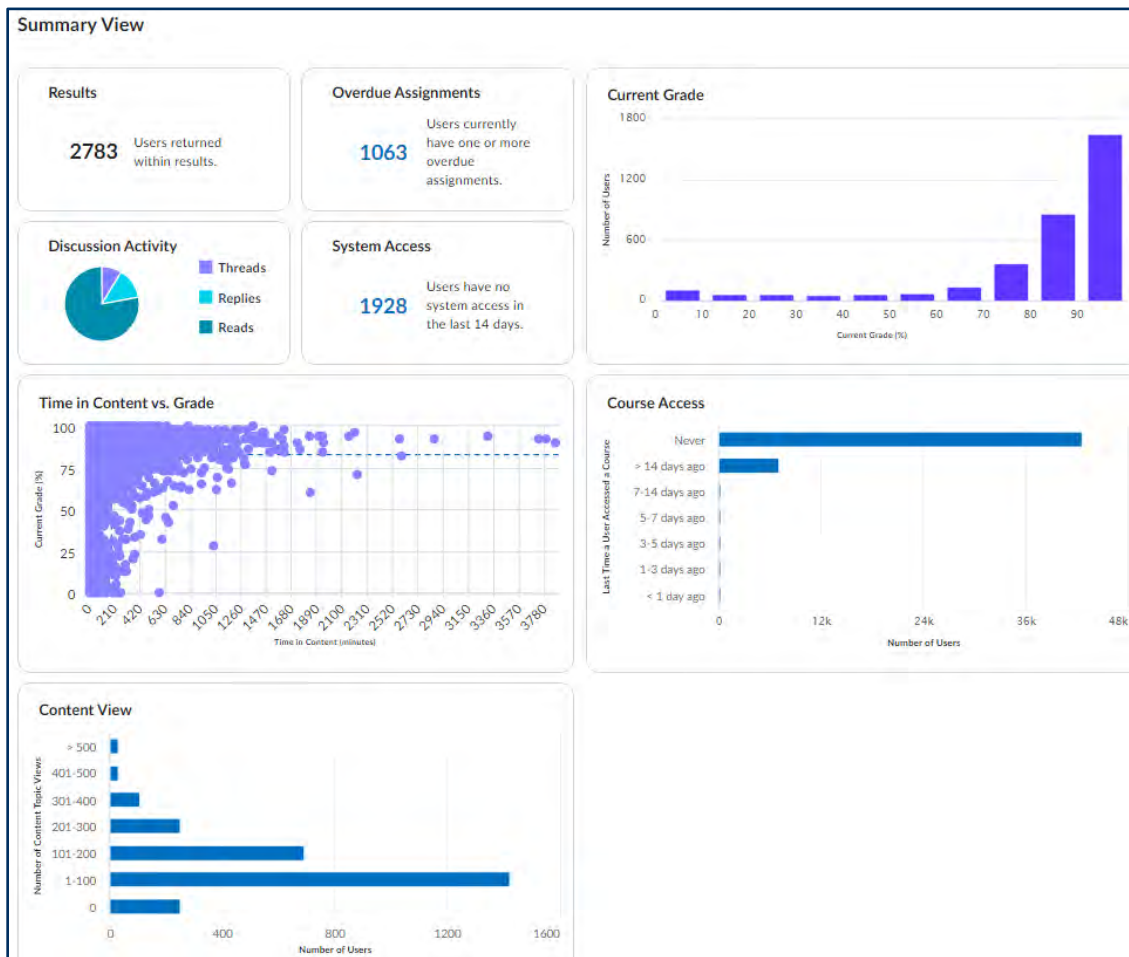 Summary View
Results
2783
Users returned
within results.
Overdue Assignments
1063
Users currently
have one or more
overdue
assignments.
Current Grade
1800
1200
600
0
Number of Users
0 10 20 30 40 50 60 70 80 90
Current Grade (%)
Discussion Activity
Threads
Replies
Reads
System Access
1928
Users have no
system access in
the last 14 days.
Time in Content vs. Grade
100
75
50
25
0
Current Grade (%)
0 210 420 630 840 1050 1260 1470 1680 1890 2100 2310 2520 2730 2940 3150 3360 3570 3780
Time in Content (minutes)
Course Access
Last Time a User Accessed a Course
Never
> 14 days ago
7-14 days ago
5-7 days ago
3-5 days ago
1-3 days ago
< 1 day ago
0 12k 24k 36k 48k
Number of Users
Content View
Number of Content Topic Views
> 500
401-500
301-400
201-300
101-200
1-100
0
0 400 800 1200 1600
Number of Users